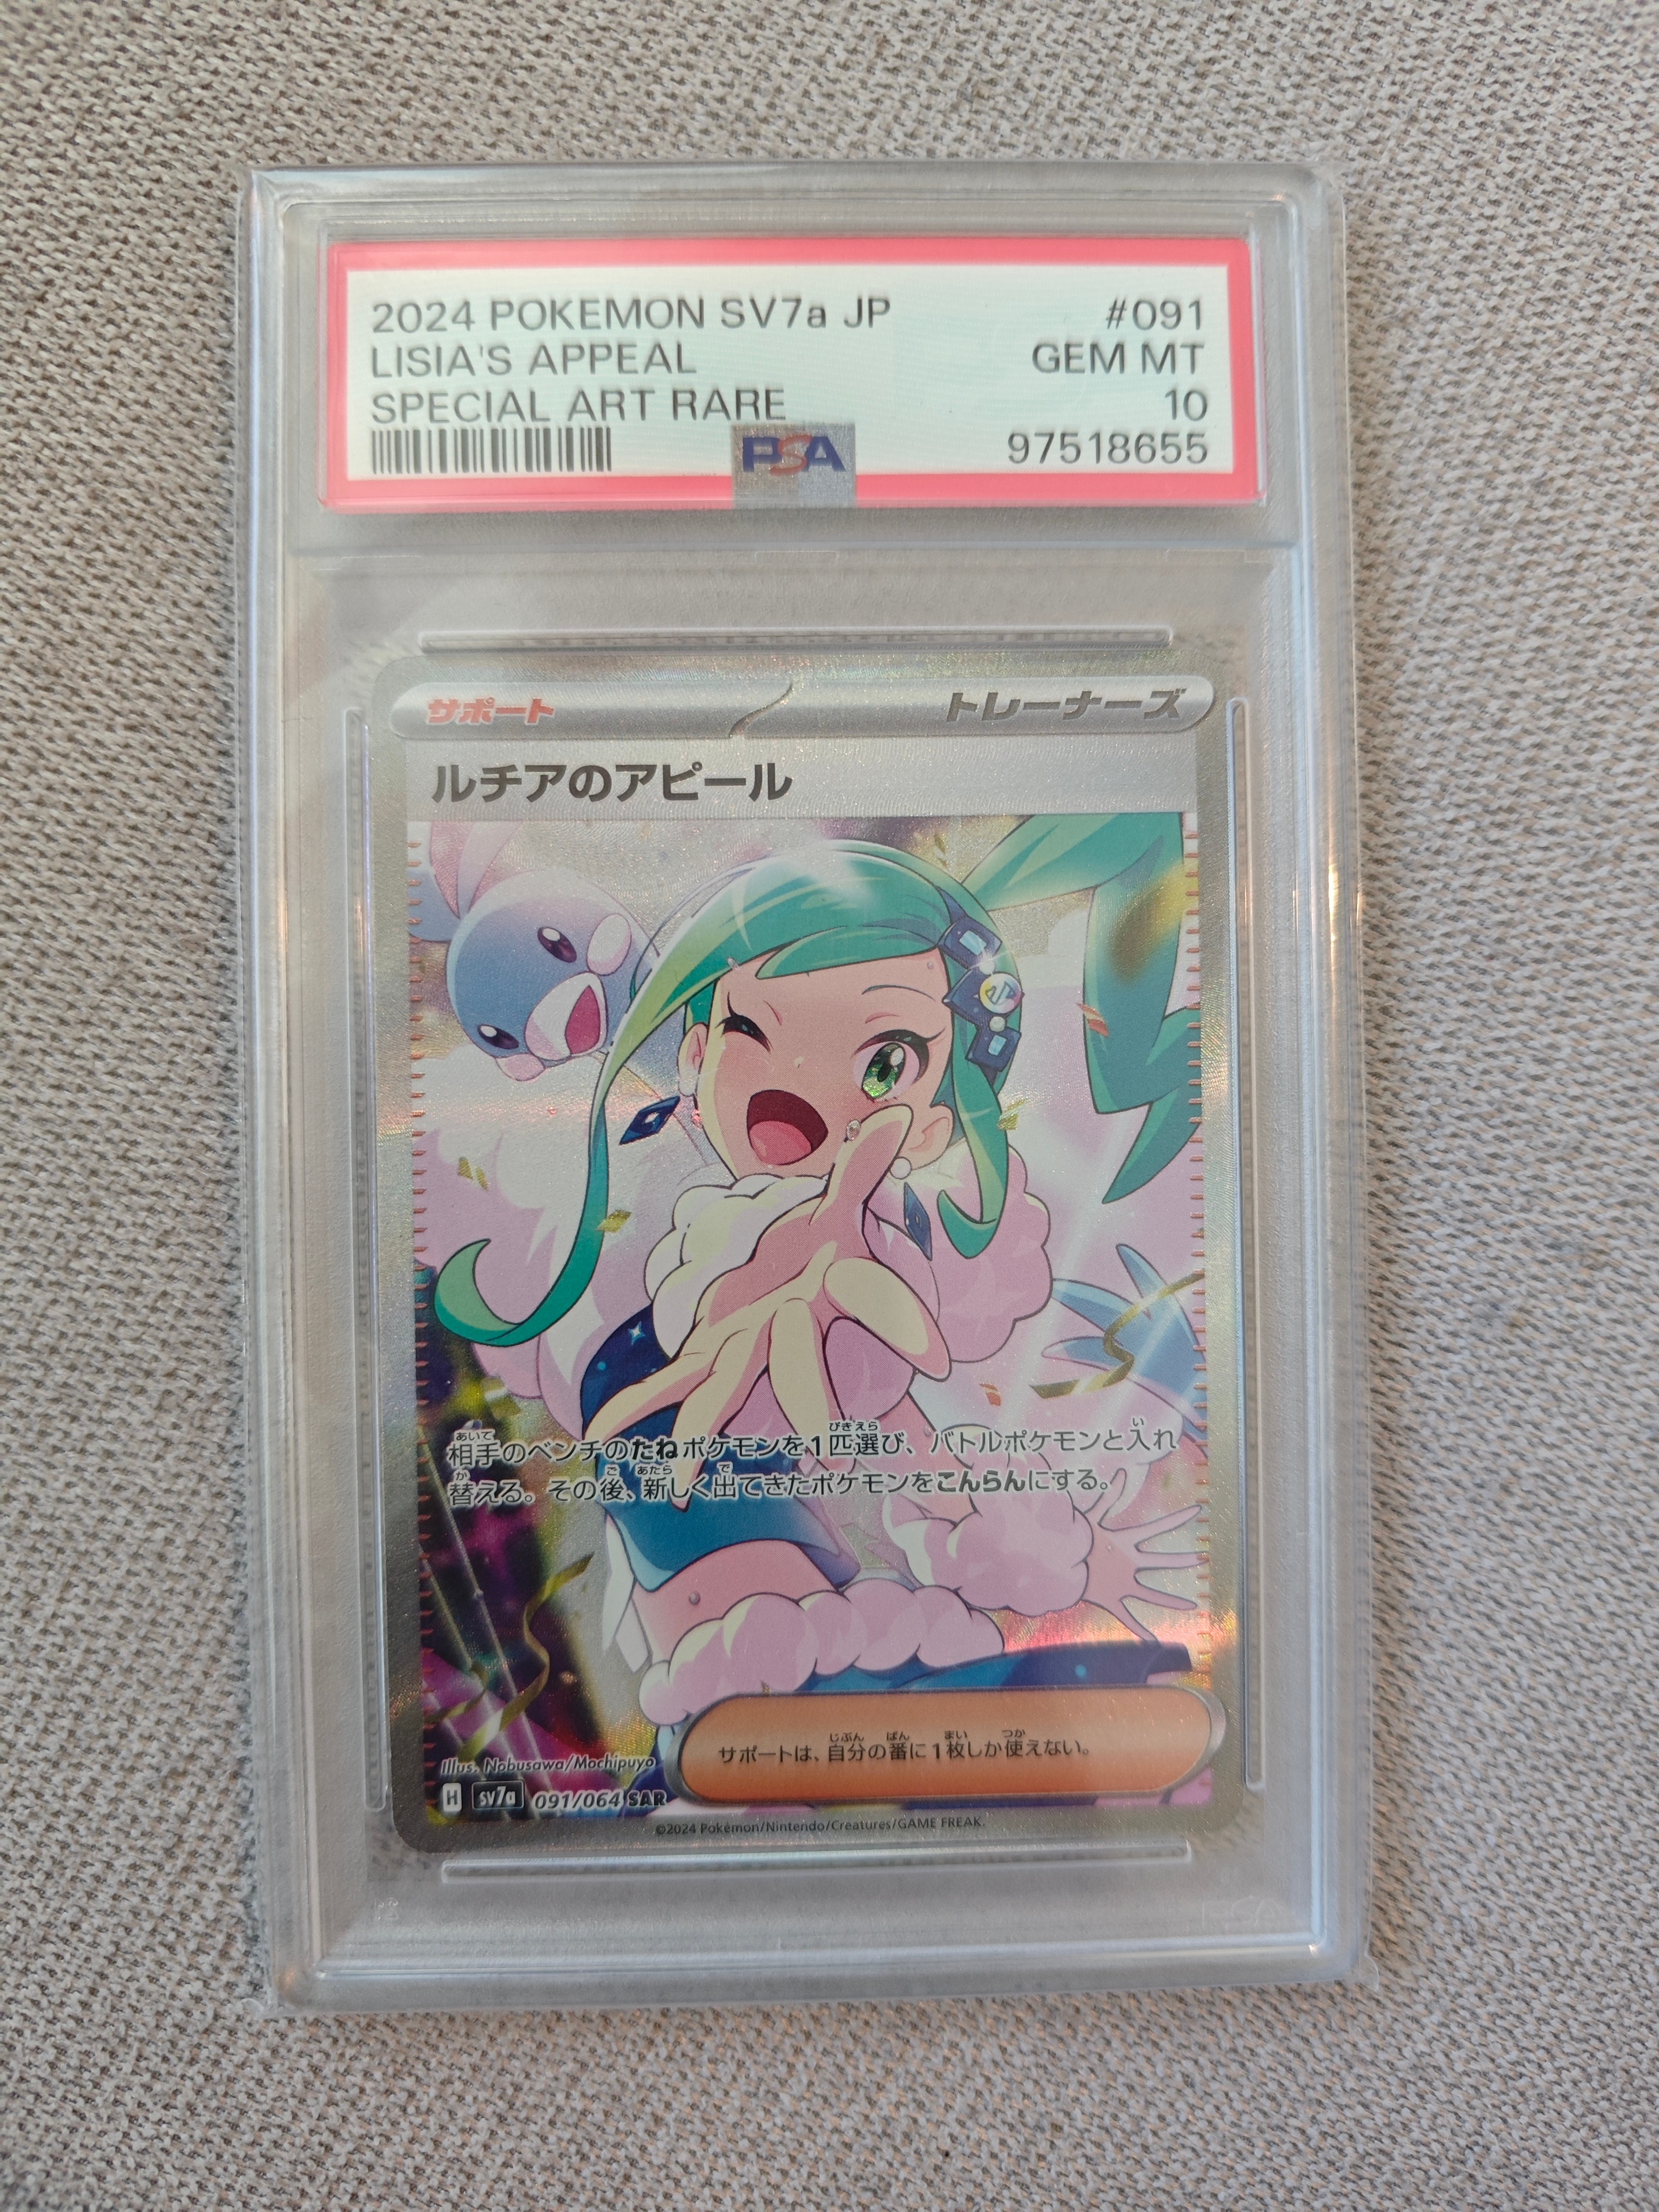 2024 POKEMON SV7a JP #091
LISIA'S APPEAL GEM MT
SPECIAL ART RARE 10
PSA 97518655
サポート トレーナーズ
ルチアのアピール
相手のベンチのたねポケモンを1匹選び、バトルポケモンと入れ
替える。その後、新しく出てきたポケモンをこんらんにする。
サポートは、自分の番に1枚しか使えない。
Illus. Nobusawa/Mochipuyo
H sv7a 091/064 SAR
©2024 Pokémon/Nintendo/Creatures/GAME FREAK.